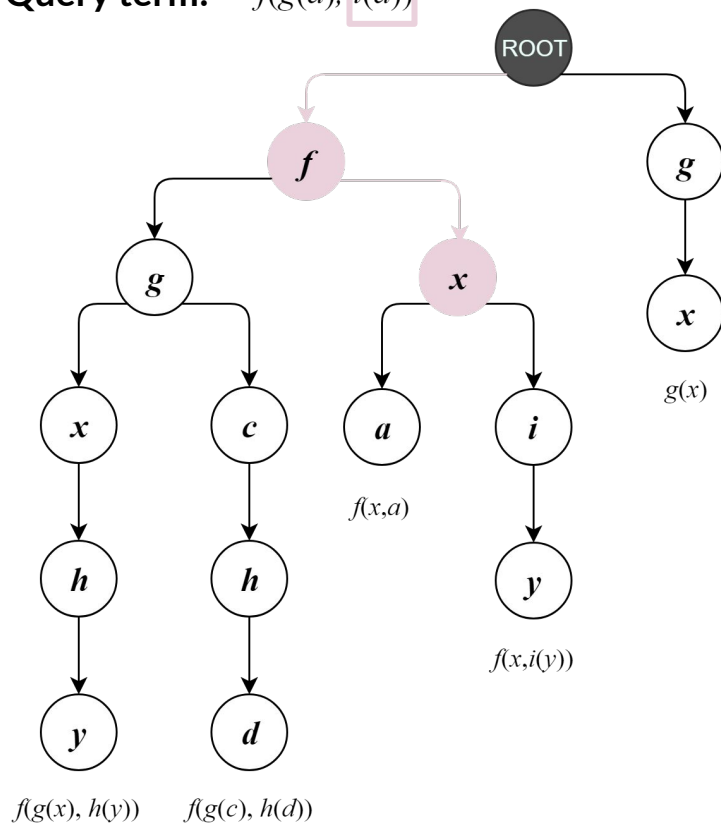 Query term:
ROOT
f
g
g
x
x
x
c
a
i
g(x)
f(x,a)
h
h
y
f(x,i(y))
y
d
f(g(x), h(y))
f(g(c), h(d))